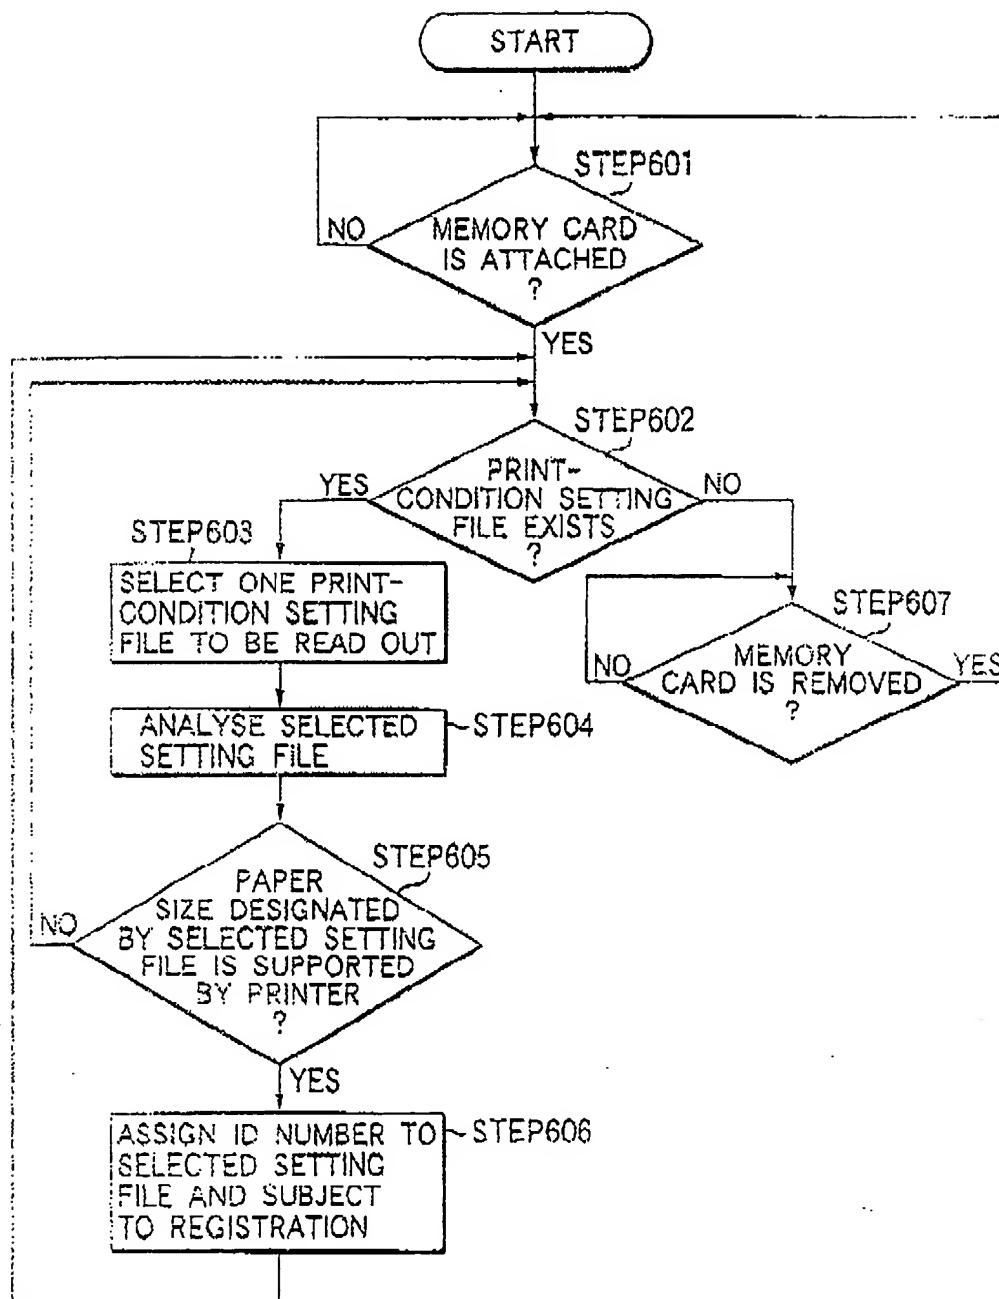 START
STEP601
NO
MEMORY CARD
IS ATTACHED
?
YES
STEP602
YES
PRINT-
CONDITION SETTING
FILE EXISTS
?
NO
STEP603
SELECT ONE PRINT-
CONDITION SETTING
FILE TO BE READ OUT
STEP607
NO
MEMORY
CARD IS REMOVED
?
YES
ANALYSE SELECTED
SETTING FILE
STEP604
STEP605
NO
PAPER
SIZE DESIGNATED
BY SELECTED SETTING
FILE IS SUPPORTED
BY PRINTER
?
YES
ASSIGN ID NUMBER TO
SELECTED SETTING
FILE AND SUBJECT
TO REGISTRATION
STEP606